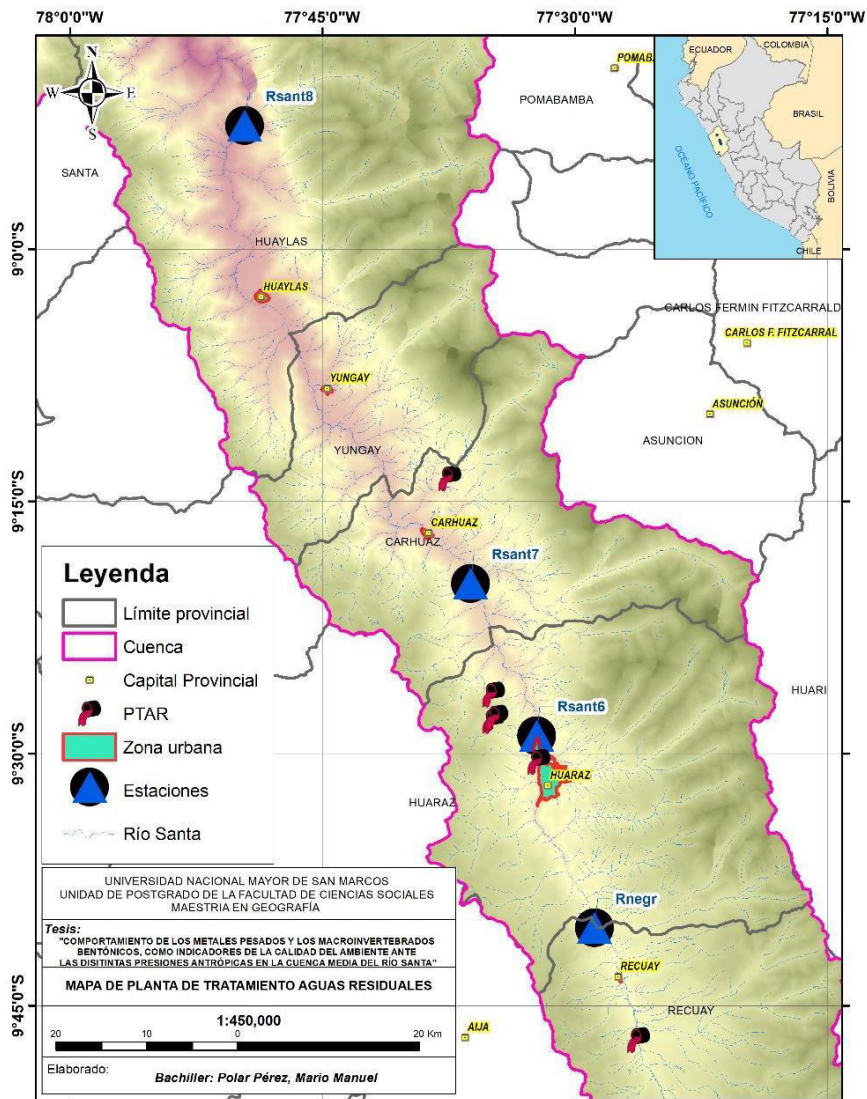 78°0'0"W
77°45'0"W
77°30'0"W
77°15'0"W
N
W
E
S
Rsant8
POMABA
POMABAMBA
ECUADOR
COLOMBIA
BRASIL
BOLIVIA
OCÉANO PACÍFICO
CHILE
SANTA
HUAYLAS
9°0'0"S
HUAYLAS
CARLOS FERMIN FITZCARRALD
CARLOS F. FITZCARRAL
YUNGAY
ASUNCIÓN
YUNGAY
ASUNCION
9°15'0"S
CARHUAZ
CARHUAZ
Rsant7
Leyenda
Límite provincial
Cuenca
Capital Provincial
PTAR
Zona urbana
Estaciones
Río Santa
HUARI
Rsant6
9°30'0"S
HUARAZ
HUARAZ
Rnegr
RECUAY
RECUAY
9°45'0"S
AIJA
UNIVERSIDAD NACIONAL MAYOR DE SAN MARCOS
UNIDAD DE POSTGRADO DE LA FACULTAD DE CIENCIAS SOCIALES
MAESTRIA EN GEOGRAFÍA
Tesis:
"COMPORTAMIENTO DE LOS METALES PESADOS Y LOS MACROINVERTEBRADOS
BENTÓNICOS, COMO INDICADORES DE LA CALIDAD DEL AMBIENTE ANTE
LAS DISITINTAS PRESIONES ANTRÓPICAS EN LA CUENCA MEDIA DEL RÍO SANTA"
MAPA DE PLANTA DE TRATAMIENTO AGUAS RESIDUALES
1:450,000
20 10 0 20 Km
Elaborado:
Bachiller: Polar Pérez, Mario Manuel